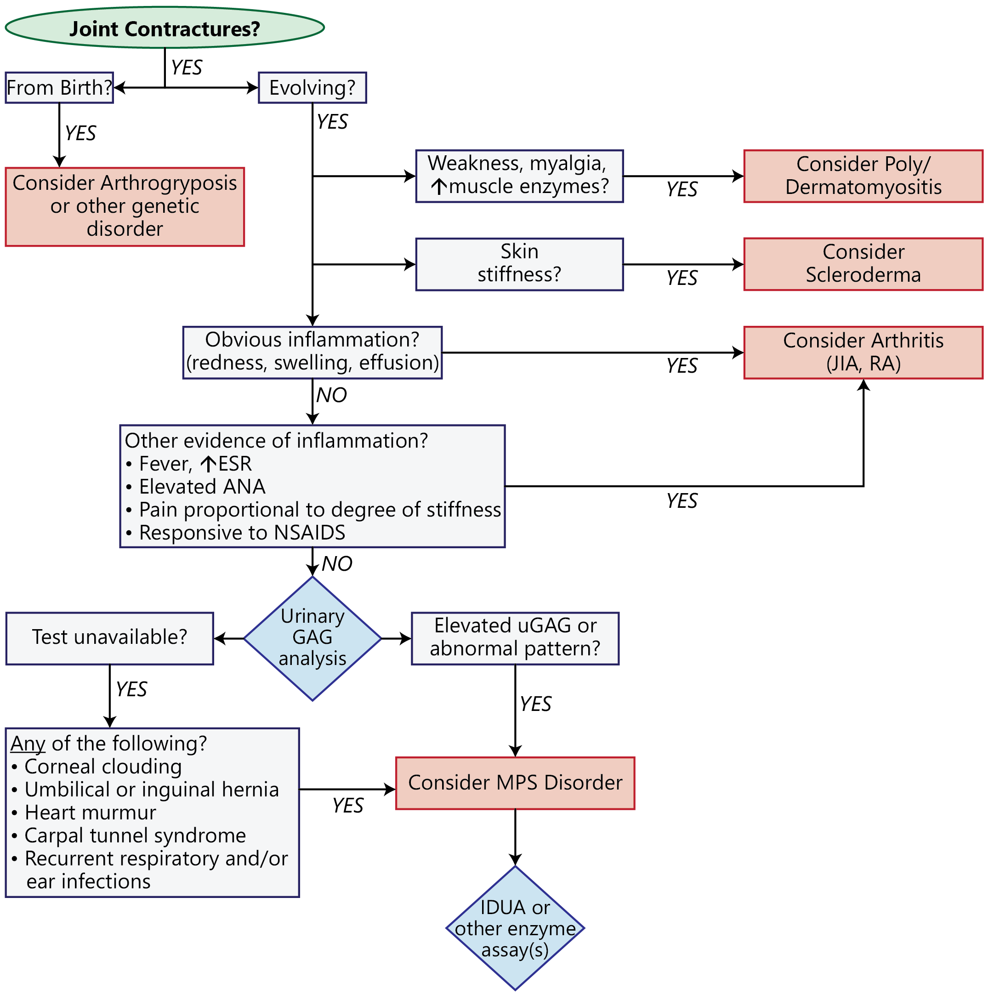 Joint Contractures?
YES
From Birth?
Evolving?
YES
YES
Weakness, myalgia,
↑muscle enzymes?
YES
Consider Poly/
Dermatomyositis
Consider Arthrogryposis
or other genetic
disorder
Skin
stiffness?
YES
Consider
Scleroderma
Obvious inflammation?
(redness, swelling, effusion)
YES
Consider Arthritis
(JIA, RA)
NO
Other evidence of inflammation?
• Fever, ↑ESR
• Elevated ANA
• Pain proportional to degree of stiffness
• Responsive to NSAIDS
YES
NO
Urinary
GAG
analysis
Test unavailable?
Elevated uGAG or
abnormal pattern?
YES
YES
Any of the following?
• Corneal clouding
• Umbilical or inguinal hernia
• Heart murmur
• Carpal tunnel syndrome
• Recurrent respiratory and/or
ear infections
YES
Consider MPS Disorder
IDUA or
other enzyme
assay(s)